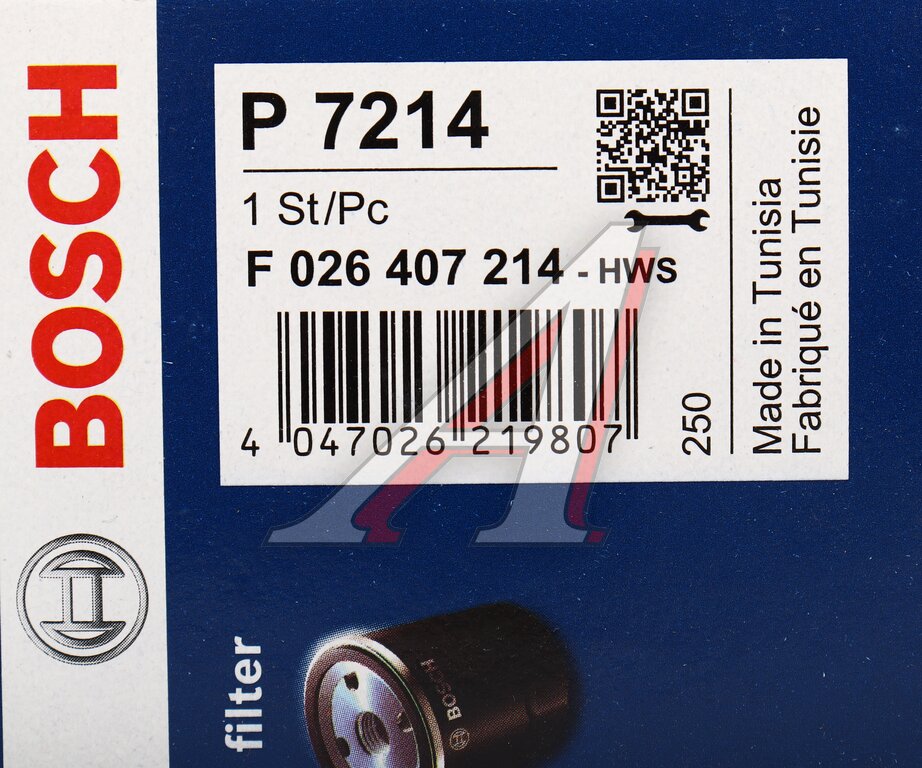 BOSCH
P 7214
1 St/Pc
F 026 407 214 - HWS
4 047026 219807
250
Made in Tunisia
Fabriqué en Tunisie
filter
BOSCH